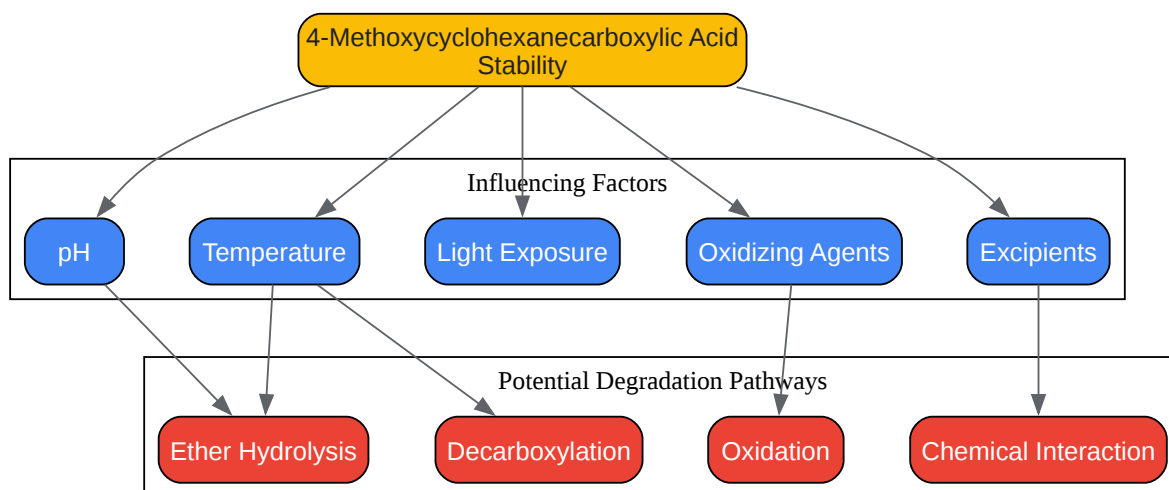 4-Methoxycyclohexanecarboxylic Acid
Stability
Influencing Factors
pH
Temperature
Light Exposure
Oxidizing Agents
Excipients
Potential Degradation Pathways
Ether Hydrolysis
Decarboxylation
Oxidation
Chemical Interaction